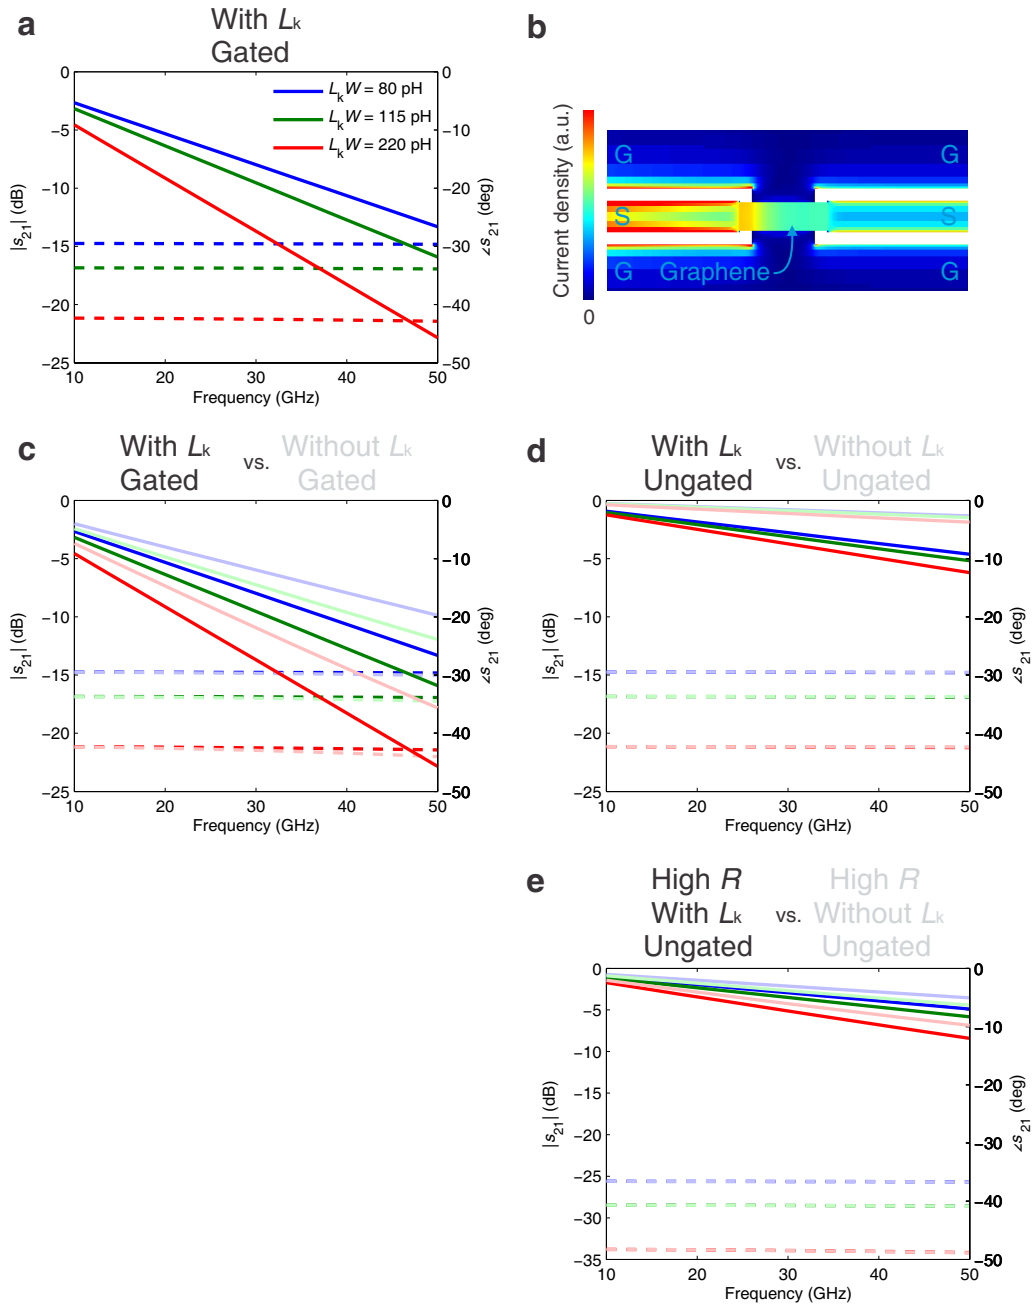 a
With Lk
Gated
0
−5
−10
−15
−20
−25
|s21| (dB)
LkW = 80 pH
LkW = 115 pH
LkW = 220 pH
0
−10
−20
−30
−40
−50
∠s21 (deg)
10 20 30 40 50
Frequency (GHz)
b
Current density (a.u.)
0
G G
S S
G Graphene G
c
With Lk vs. Without Lk
Gated Gated
0
−5
−10
−15
−20
−25
|s21| (dB)
0
−10
−20
−30
−40
−50
∠s21 (deg)
10 20 30 40 50
Frequency (GHz)
d
With Lk vs. Without Lk
Ungated Ungated
0
−5
−10
−15
−20
−25
|s21| (dB)
0
−10
−20
−30
−40
−50
∠s21 (deg)
10 20 30 40 50
Frequency (GHz)
e
High R High R
With Lk vs. Without Lk
Ungated Ungated
0
−5
−10
−15
−20
−25
−30
−35
|s21| (dB)
0
−10
−20
−30
−40
−50
∠s21 (deg)
10 20 30 40 50
Frequency (GHz)